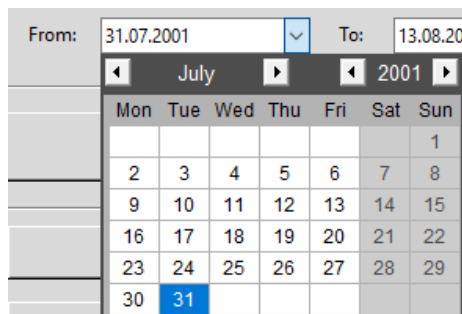 From: 31.07.2001 To: 13.08.20
July 2001
Mon Tue Wed Thu Fri Sat Sun
1
2 3 4 5 6 7 8
9 10 11 12 13 14 15
16 17 18 19 20 21 22
23 24 25 26 27 28 29
30 31